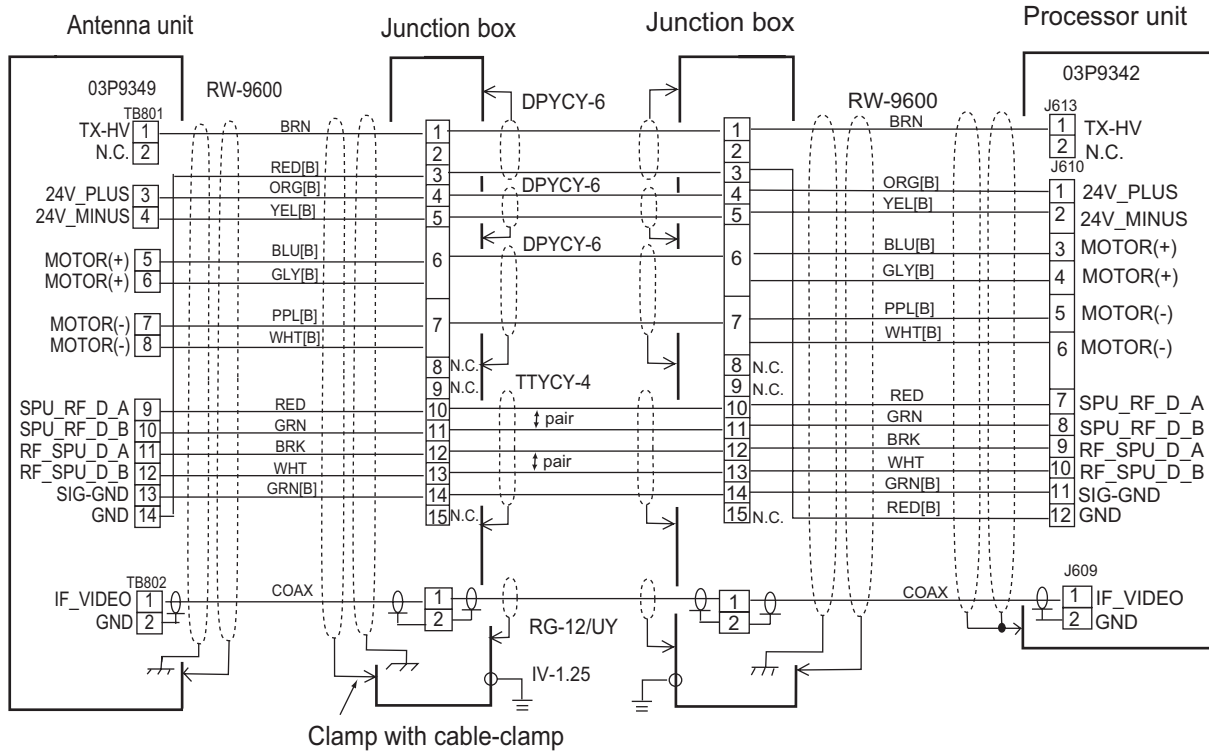 Antenna unit
Junction box
Junction box
Processor unit
03P9349
RW-9600
DPYCY-6
RW-9600
03P9342
TB801
J613
TX-HV 1 BRN 1 1 BRN 1 TX-HV
N.C. 2 2 2 2 N.C.
J610
RED[B] 3 3
24V_PLUS 3 ORG[B] 4 DPYCY-6 4 ORG[B] 1 24V_PLUS
24V_MINUS 4 YEL[B] 5 5 YEL[B] 2 24V_MINUS
DPYCY-6
MOTOR(+) 5 BLU[B] 6 6 BLU[B] 3 MOTOR(+)
MOTOR(+) 6 GLY[B] GLY[B] 4 MOTOR(+)
MOTOR(-) 7 PPL[B] 7 7 PPL[B] 5 MOTOR(-)
MOTOR(-) 8 WHT[B] WHT[B] 6 MOTOR(-)
8 N.C. 8 N.C.
9 N.C. TTYCY-4 9 N.C.
SPU_RF_D_A 9 RED 10 10 RED 7 SPU_RF_D_A
pair
SPU_RF_D_B 10 GRN 11 11 GRN 8 SPU_RF_D_B
RF_SPU_D_A 11 BRK 12 12 BRK 9 RF_SPU_D_A
pair
RF_SPU_D_B 12 WHT 13 13 WHT 10 RF_SPU_D_B
SIG-GND 13 GRN[B] 14 14 GRN[B] 11 SIG-GND
GND 14 15 N.C. 15 N.C. RED[B] 12 GND
TB802
J609
IF_VIDEO 1 COAX 1 1 COAX 1 IF_VIDEO
GND 2 2 2 2 GND
RG-12/UY
IV-1.25
Clamp with cable-clamp